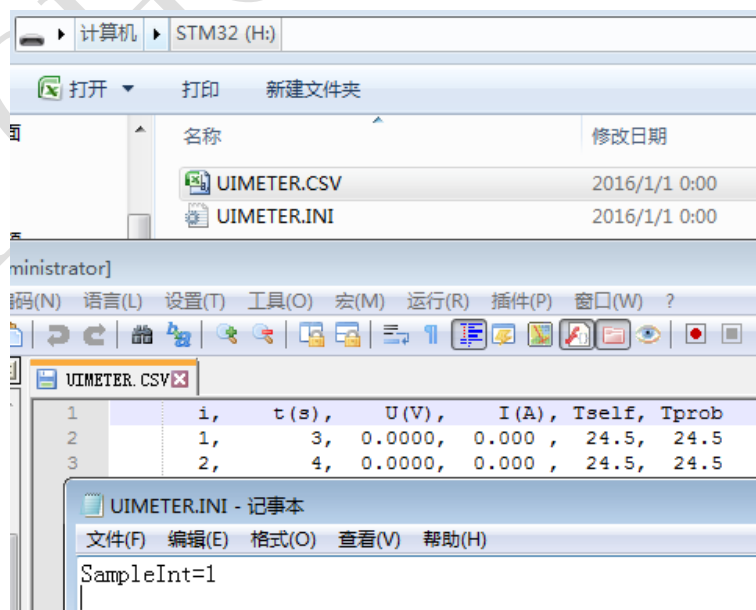 计算机 STM32 (H:)
打开 打印 新建文件夹
名称 修改日期
UIMETER.CSV 2016/1/1 0:00
UIMETER.INI 2016/1/1 0:00
ministrator]
(N) 语言(L) 设置(T) 工具(O) 宏(M) 运行(R) 插件(P) 窗口(W) ?
UIMETER.CSV
1 i, t(s), U(V), I(A), Tself, Tprob
2 1, 3, 0.0000, 0.000 , 24.5, 24.5
3 2, 4, 0.0000, 0.000 , 24.5, 24.5
UIMETER.INI - 记事本
文件(F) 编辑(E) 格式(O) 查看(V) 帮助(H)
SampleInt=1